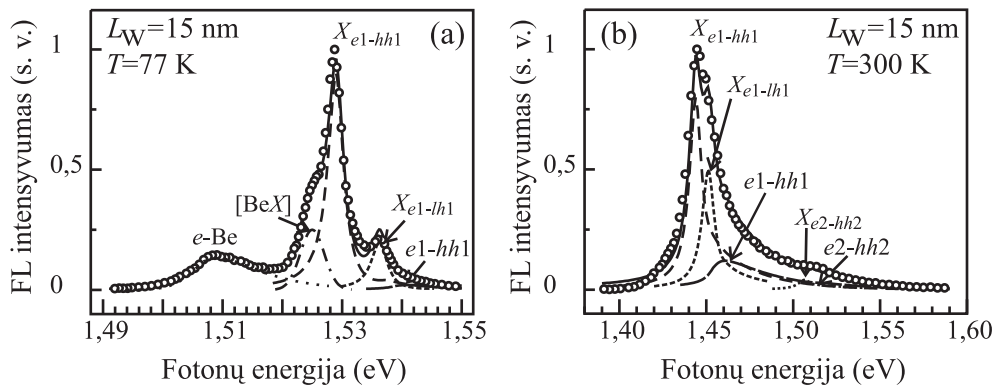 L_W=15 nm
T=77 K
X_e1-hh1
(a)
FL intensyvumas (s. v.)
1
0,5
0
e-Be
[BeX]
X_e1-lh1
e1-hh1
1,49 1,51 1,53 1,55
Fotonų energija (eV)
X_e1-hh1
(b)
L_W=15 nm
T=300 K
FL intensyvumas (s. v.)
1
0,5
0
X_e1-lh1
e1-hh1
X_e2-hh2
e2-hh2
1,40 1,45 1,50 1,60
Fotonų energija (eV)